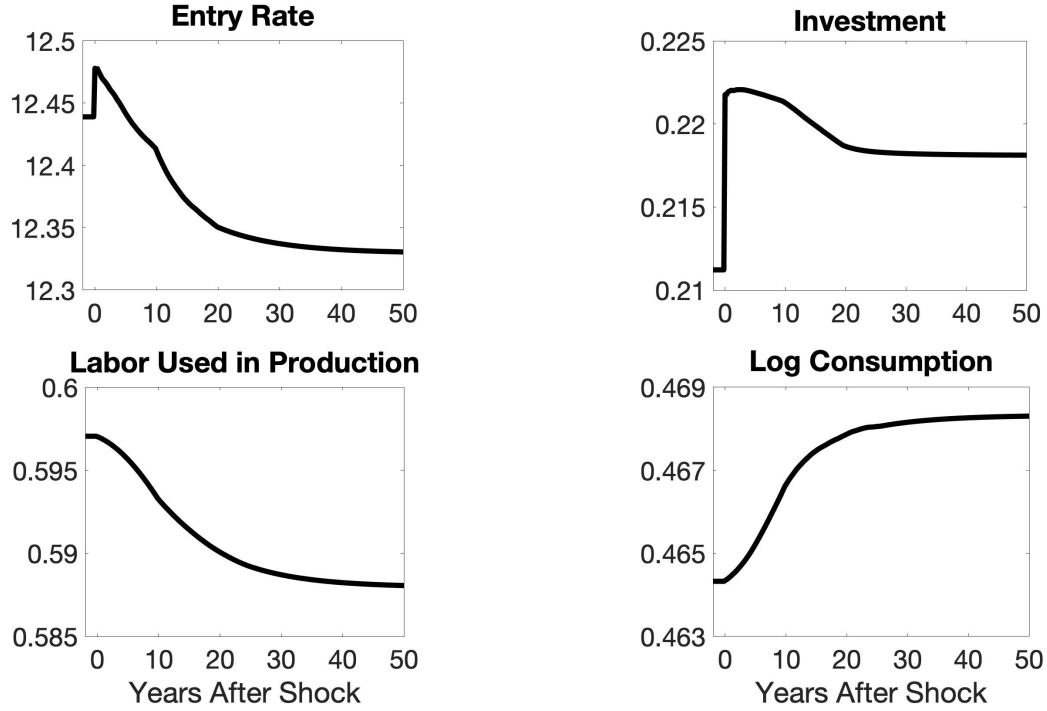 Entry Rate
12.5
12.45
12.4
12.35
12.3
0 10 20 30 40 50
Investment
0.225
0.22
0.215
0.21
0 10 20 30 40 50
Labor Used in Production
0.6
0.595
0.59
0.585
0 10 20 30 40 50
Years After Shock
Log Consumption
0.469
0.467
0.465
0.463
0 10 20 30 40 50
Years After Shock